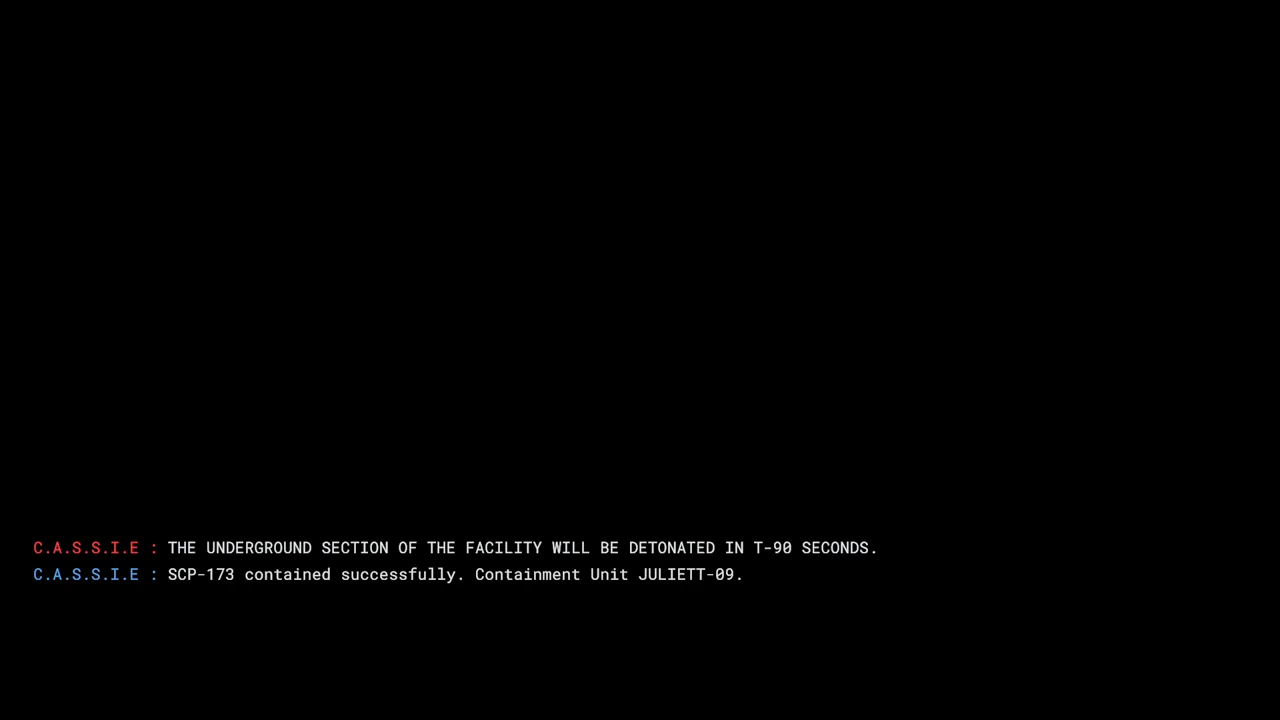 C.A.S.S.I.E : THE UNDERGROUND SECTION OF THE FACILITY WILL BE DETONATED IN T-90 SECONDS.
C.A.S.S.I.E : SCP-173 contained successfully. Containment Unit JULIETT-09.